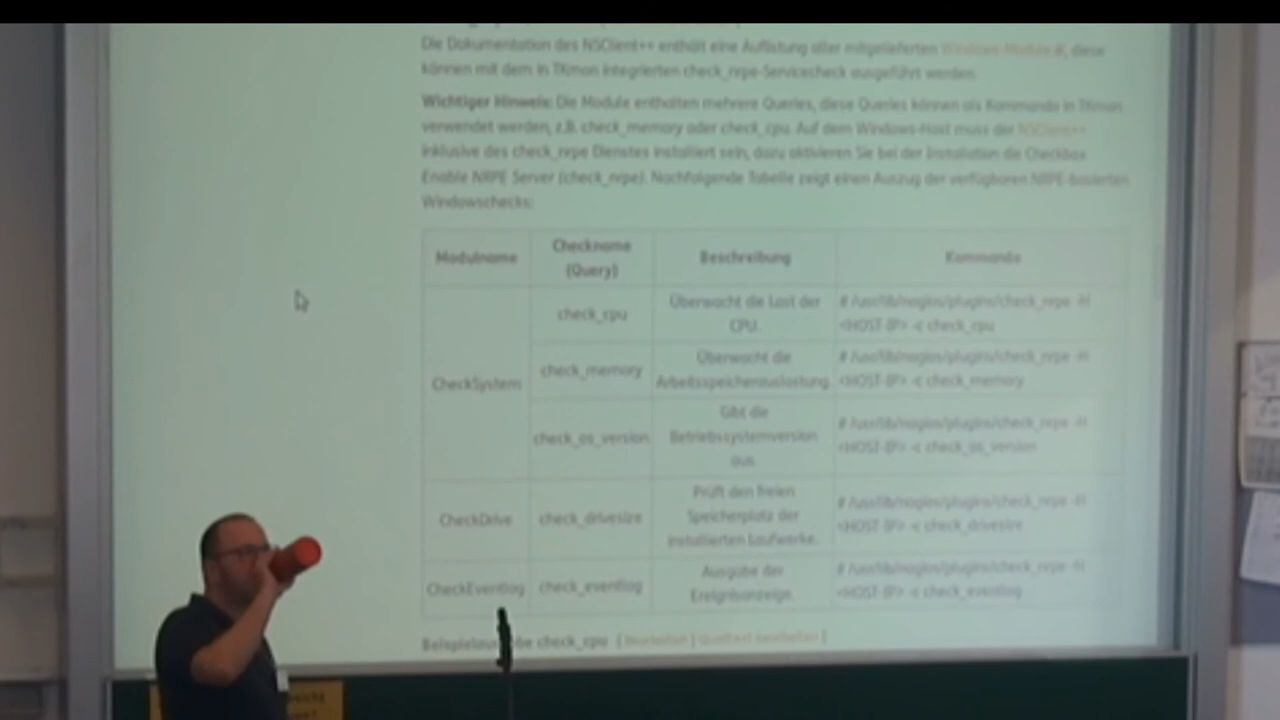 Die Dokumentation des NSClient++ enthält eine Auflistung aller mitgelieferten Windows-Module, diese
können mit dem in TKmon integrierten check_nrpe-Servicecheck ausgeführt werden.
Wichtiger Hinweis: Die Module enthalten mehrere Queries, diese Queries können als Kommando in TKmon
verwendet werden, z.B. check_memory oder check_cpu. Auf dem Windows-Host muss der NSClient++
inklusive des check_nrpe Dienstes installiert sein, dazu aktivieren Sie bei der Installation die Checkbox
Enable NRPE Server (check_nrpe). Nachfolgende Tabelle zeigt einen Auszug der verfügbaren NRPE-basierten
Windowschecks:
Modulname
Checkname
(Query)
Beschreibung
Kommando
CheckSystem
check_cpu
Überwacht die Last der
CPU.
# /usr/lib/nagios/plugins/check_nrpe -H
<HOST-IP> -c check_cpu
check_memory
Überwacht die
Arbeitsspeicherauslastung.
# /usr/lib/nagios/plugins/check_nrpe -H
<HOST-IP> -c check_memory
check_os_version
Gibt die
Betriebssystemversion
aus.
# /usr/lib/nagios/plugins/check_nrpe -H
<HOST-IP> -c check_os_version
CheckDrive
check_drivesize
Prüft den freien
Speicherplatz der
installierten Laufwerke.
# /usr/lib/nagios/plugins/check_nrpe -H
<HOST-IP> -c check_drivesize
CheckEventlog
check_eventlog
Ausgabe der
Ereignisanzeige.
# /usr/lib/nagios/plugins/check_nrpe -H
<HOST-IP> -c check_eventlog
check_cpu [ Bearbeiten | Quelltext bearbeiten ]